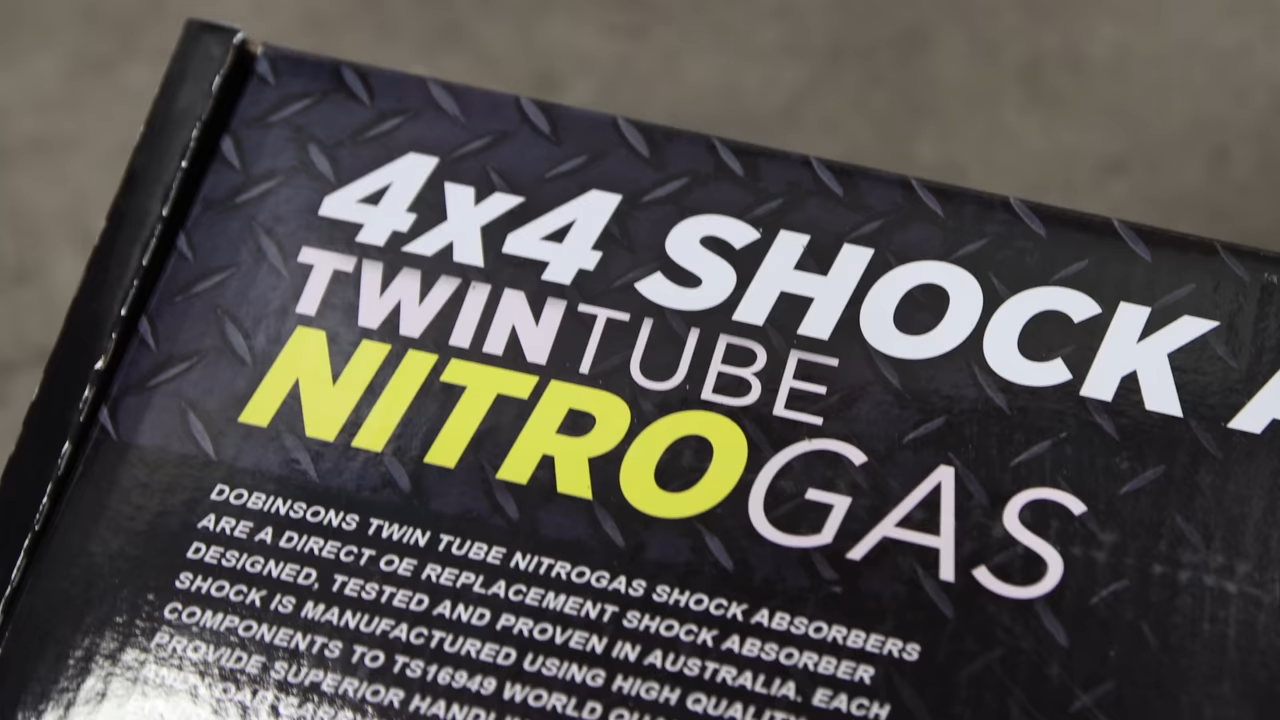 4x4 SHOCK
TWINTUBE
NITROGAS
DOBINSONS TWIN TUBE NITROGAS SHOCK ABSORBERS
ARE A DIRECT OE REPLACEMENT SHOCK ABSORBER
DESIGNED, TESTED AND PROVEN IN AUSTRALIA. EACH
SHOCK IS MANUFACTURED USING HIGH QUALITY
COMPONENTS TO TS16949 WORLD
PROVIDE SUPERIOR